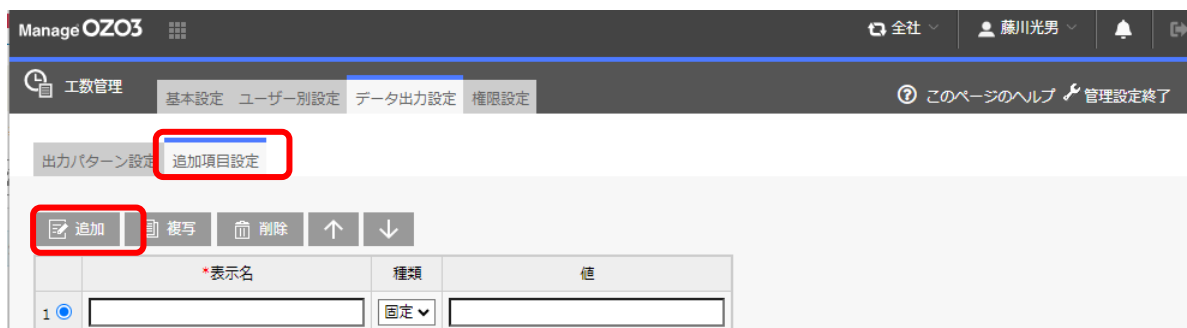 Manage OZO3 全社 藤川光男
工数管理 基本設定 ユーザー別設定 データ出力設定 権限設定 ? このページのヘルプ 管理設定終了
出力パターン設定 追加項目設定
追加 複写 削除 ↑ ↓
*表示名 種類 値
1 固定